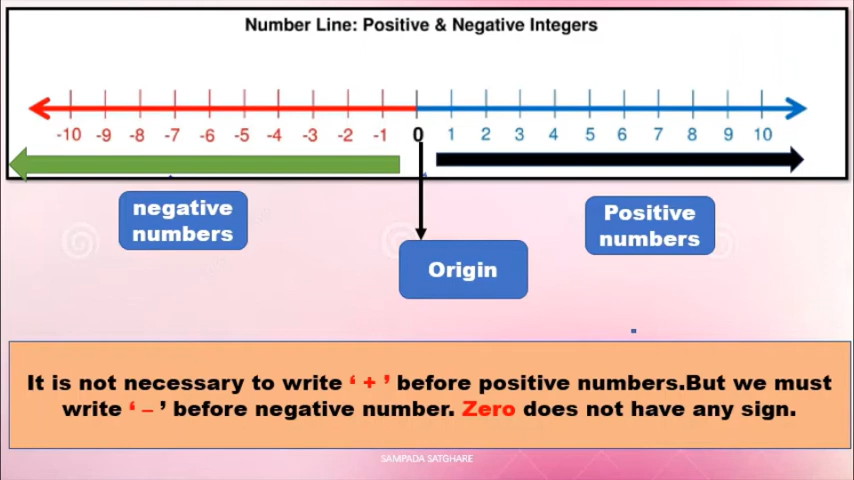 Number Line: Positive & Negative Integers
-10 -9 -8 -7 -6 -5 -4 -3 -2 -1 0 1 2 3 4 5 6 7 8 9 10
negative
numbers
Positive
numbers
Origin
It is not necessary to write ‘ + ’ before positive numbers.But we must
write ‘ – ’ before negative number. Zero does not have any sign.
SAMPADA SATGHARE